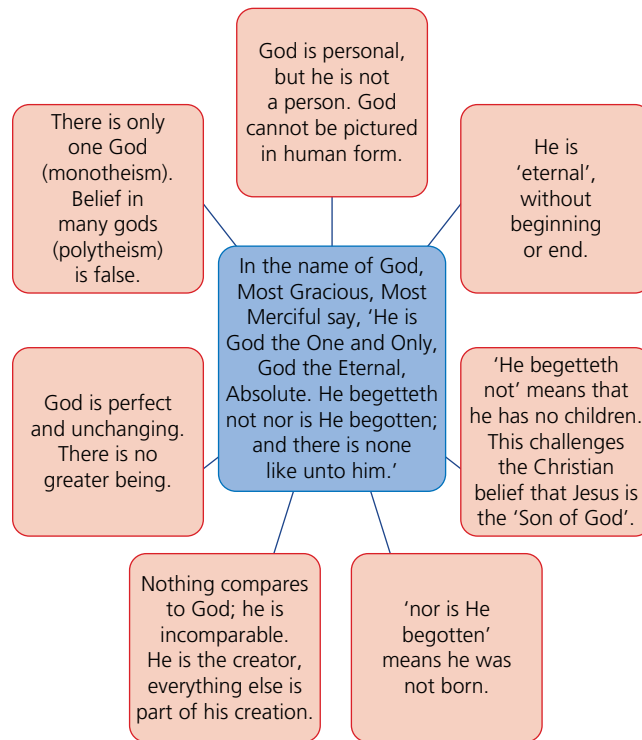 God is personal,
but he is not
a person. God
cannot be pictured
in human form.
There is only
one God
(monotheism).
Belief in
many gods
(polytheism)
is false.
He is
‘eternal’,
without
beginning
or end.
In the name of God,
Most Gracious, Most
Merciful say, ‘He is
God the One and Only,
God the Eternal,
Absolute. He begetteth
not nor is He begotten;
and there is none
like unto him.’
God is perfect
and unchanging.
There is no
greater being.
‘He begetteth
not’ means that
he has no children.
This challenges
the Christian
belief that Jesus is
the ‘Son of God’.
Nothing compares
to God; he is
incomparable.
He is the creator,
everything else is
part of his creation.
‘nor is He
begotten’
means he was
not born.